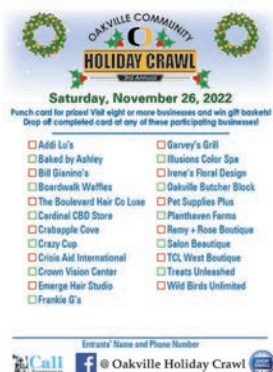 OAKVILLE COMMUNITY
HOLIDAY CRAWL
3RD ANNUAL
Saturday, November 26, 2022
Punch card for prizes! Visit eight or more businesses and win gift baskets!
Drop off completed card at any of these participating businesses!
Addi Lu's
Baked by Ashley
Bill Gianino's
Boardwalk Waffles
The Boulevard Hair Co Luxe
Cardinal CBD Store
Crabapple Cove
Crazy Cup
Crisis Aid International
Crown Vision Center
Emerge Hair Studio
Frankie G's
Garvey's Grill
Illusions Color Spa
Irene's Floral Design
Oakville Butcher Block
Pet Supplies Plus
Planthaven Farms
Remy + Rose Boutique
Salon Beautique
TCL West Boutique
Treats Unleashed
Wild Birds Unlimited
Entrants' Name and Phone Number
Call
f @ Oakville Holiday Crawl
SHOP
SMALL